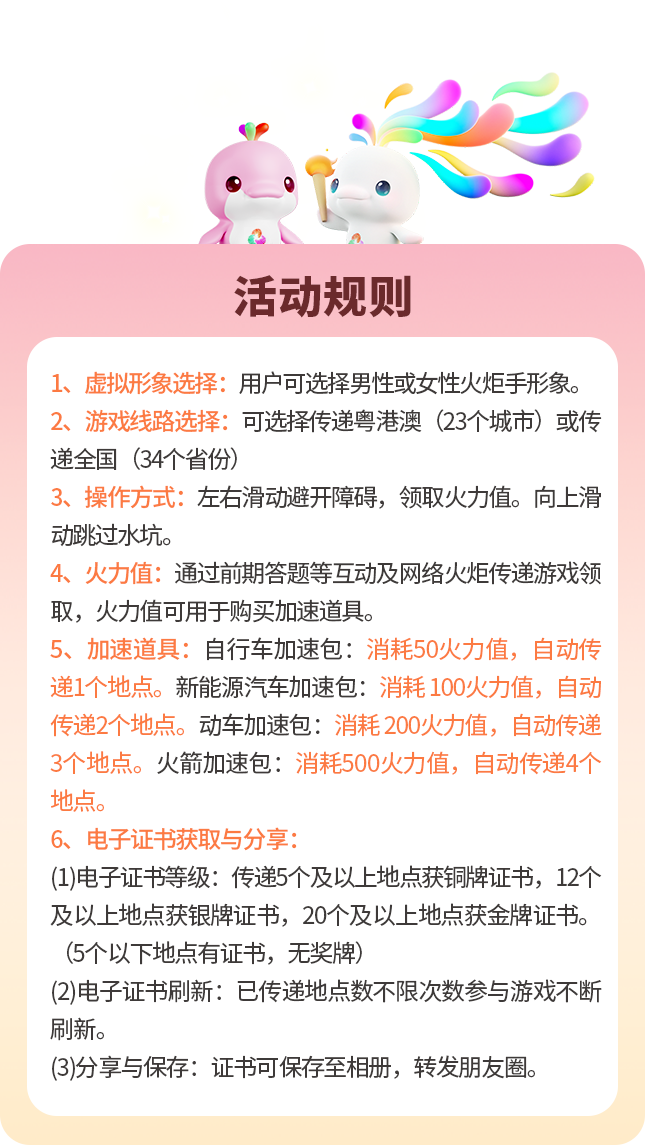 活动规则
1、虚拟形象选择：用户可选择男性或女性火炬手形象。
2、游戏线路选择：可选择传递粤港澳（23个城市）或传
递全国（34个省份）
3、操作方式：左右滑动避开障碍，领取火力值。向上滑
动跳过水坑。
4、火力值：通过前期答题等互动及网络火炬传递游戏领
取，火力值可用于购买加速道具。
5、加速道具：自行车加速包：消耗50火力值，自动传
递1个地点。新能源汽车加速包：消耗 100火力值，自动
传递2个地点。动车加速包：消耗 200火力值，自动传递
3个地点。火箭加速包：消耗500火力值，自动传递4个
地点。
6、电子证书获取与分享：
(1)电子证书等级：传递5个及以上地点获铜牌证书，12个
及以上地点获银牌证书，20个及以上地点获金牌证书。
（5个以下地点有证书，无奖牌）
(2)电子证书刷新：已传递地点数不限次数参与游戏不断
刷新。
(3)分享与保存：证书可保存至相册，转发朋友圈。